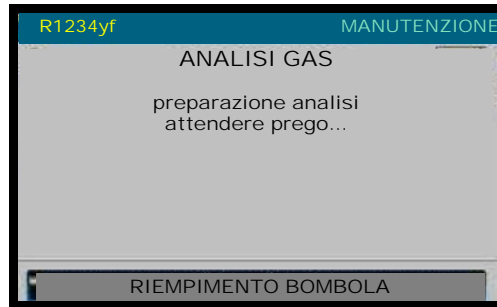 R1234yf MANUTENZIONE
ANALISI GAS
preparazione analisi
attendere prego...
RIEMPIMENTO BOMBOLA